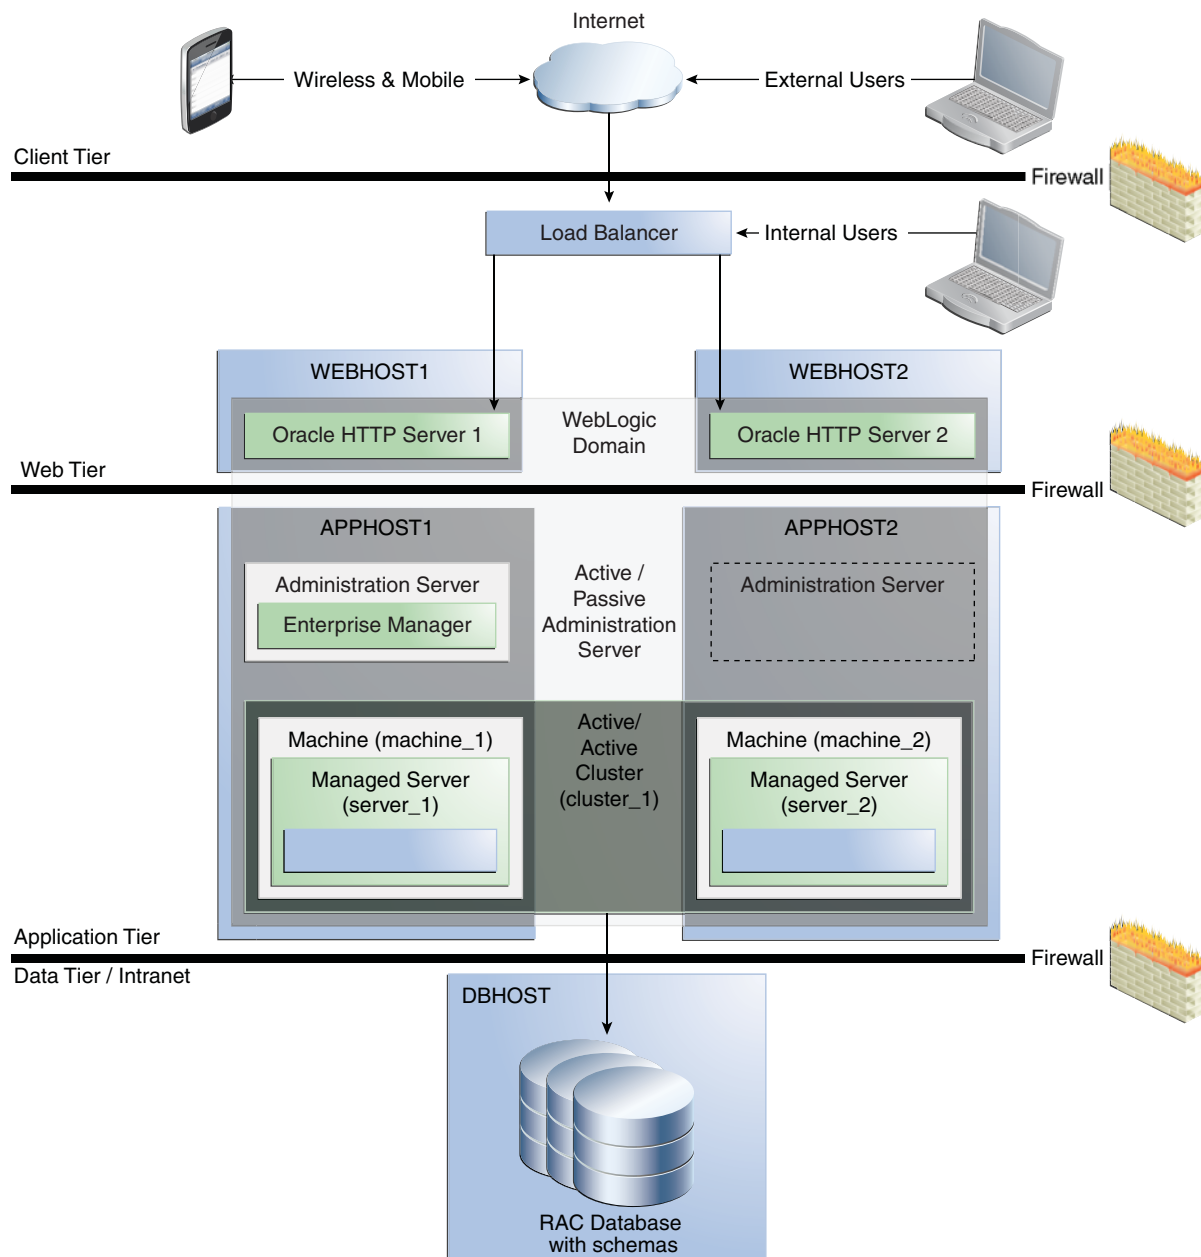 Internet
Wireless & Mobile
External Users
Client Tier
Firewall
Load Balancer
Internal Users
WEBHOST1
WEBHOST2
Oracle HTTP Server 1
WebLogic
Domain
Oracle HTTP Server 2
Web Tier
Firewall
APPHOST1
APPHOST2
Administration Server
Enterprise Manager
Active /
Passive
Administration
Server
Administration Server
Machine (machine_1)
Managed Server
(server_1)
Active/
Active
Cluster
(cluster_1)
Machine (machine_2)
Managed Server
(server_2)
Application Tier
Firewall
Data Tier / Intranet
DBHOST
RAC Database
with schemas